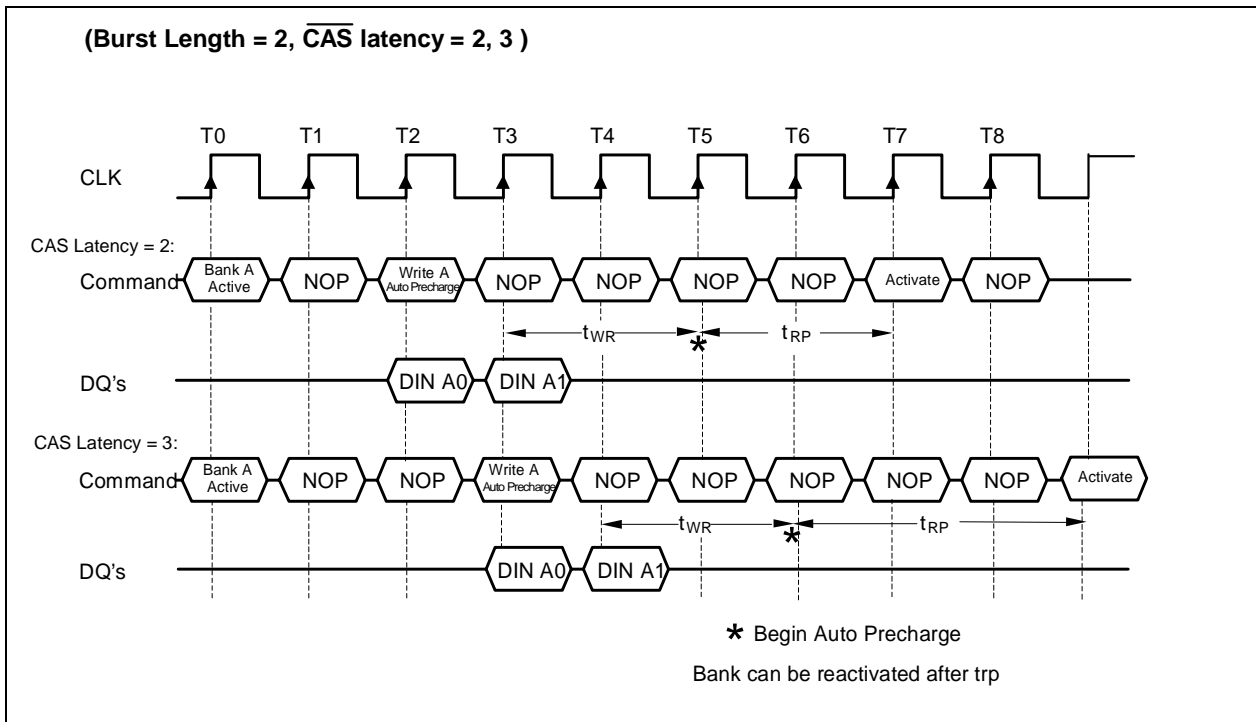 (Burst Length = 2, CAS latency = 2, 3 )
T0 T1 T2 T3 T4 T5 T6 T7 T8
CLK
CAS Latency = 2:
Command Bank A Active NOP Write A Auto Precharge NOP NOP NOP NOP Activate NOP
tWR * tRP
DQ's DIN A0 DIN A1
CAS Latency = 3:
Command Bank A Active NOP NOP Write A Auto Precharge NOP NOP NOP NOP NOP Activate
tWR * tRP
DQ's DIN A0 DIN A1
* Begin Auto Precharge
Bank can be reactivated after trp